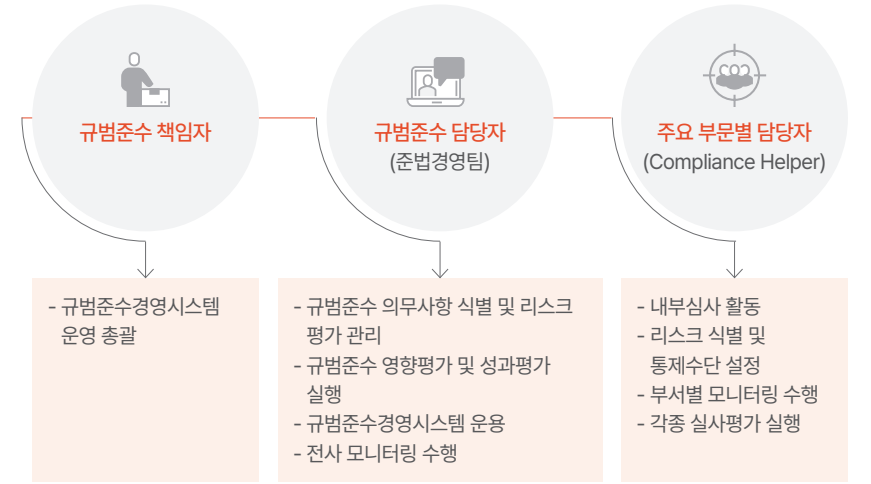 규범준수 책임자
- 규범준수경영시스템
운영 총괄
규범준수 담당자
(준법경영팀)
- 규범준수 의무사항 식별 및 리스크
평가 관리
- 규범준수 영향평가 및 성과평가
실행
- 규범준수경영시스템 운용
- 전사 모니터링 수행
주요 부문별 담당자
(Compliance Helper)
- 내부심사 활동
- 리스크 식별 및
통제수단 설정
- 부서별 모니터링 수행
- 각종 실사평가 실행